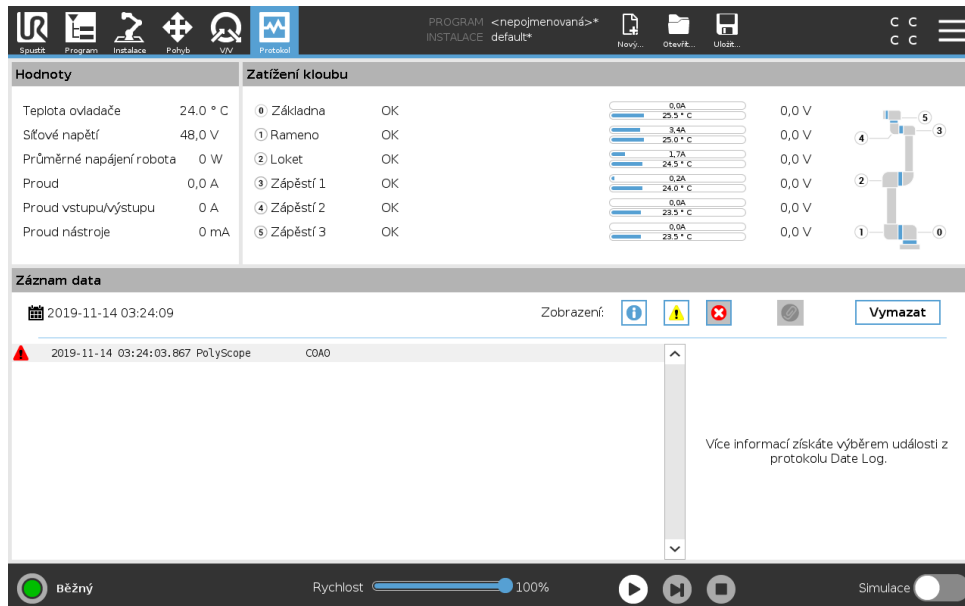 PROGRAM <nepojmenovaná>*
INSTALACE default*
C C
C C
Spustit Program Instalace Pohyb V/V Protokol Nový... Otevřít... Uložit...
Hodnoty
Zatížení kloubu
Teplota ovladače 24.0 ° C
Síťové napětí 48,0 V
Průměrné napájení robota 0 W
Proud 0,0 A
Proud vstupu/výstupu 0 A
Proud nástroje 0 mA
0 Základna OK 0,0A 25.5 ° C 0,0 V
1 Rameno OK 3,4A 25.0 ° C 0,0 V
2 Loket OK 1,7A 24.5 ° C 0,0 V
3 Zápěstí 1 OK 0,2A 24.0 ° C 0,0 V
4 Zápěstí 2 OK 0,0A 23.5 ° C 0,0 V
5 Zápěstí 3 OK 0,0A 23.5 ° C 0,0 V
5
4 3
2
1 0
Záznam data
2019-11-14 03:24:09 Zobrazení: Vymazat
2019-11-14 03:24:03.867 PolyScope C0A0
Více informací získáte výběrem události z
protokolu Date Log.
Běžný Rychlost 100% Simulace